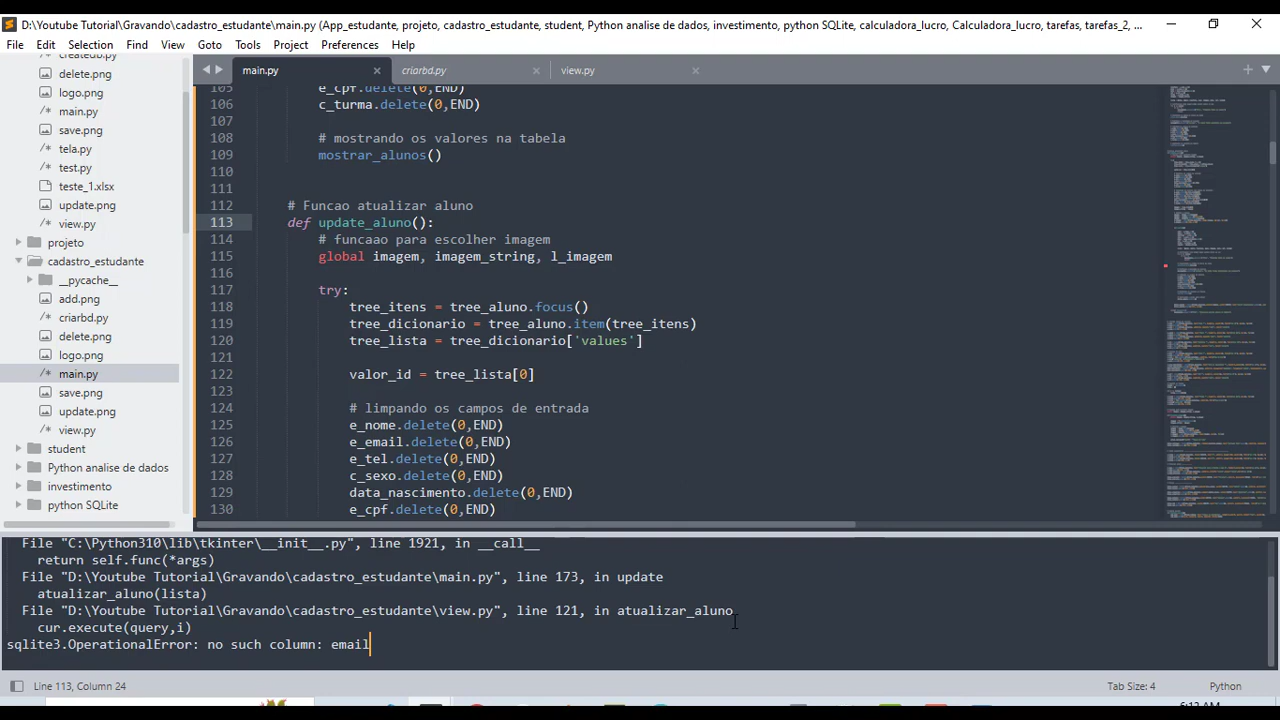 D:\Youtube Tutorial\Gravando\cadastro_estudante\main.py (App_estudante, projeto, cadastro_estudante, student, Python analise de dados, investimento, python SQLite, calculadora_lucro, Calculadora_lucro, tarefas, tarefas_2, ...
File Edit Selection Find View Goto Tools Project Preferences Help
createdb.py
delete.png
logo.png
main.py
save.png
tela.py
test.py
teste_1.xlsx
update.png
view.py
projeto
cadastro_estudante
__pycache__
add.png
criarbd.py
delete.png
logo.png
main.py
save.png
update.png
view.py
student
Python analise de dados
investimento
python SQLite
main.py criarbd.py view.py
105 e_cpf.delete(0,END)
106 c_turma.delete(0,END)
107
108 # mostrando os valores na tabela
109 mostrar_alunos()
110
111
112 # Funcao atualizar aluno
113 def update_aluno():
114 # funcaao para escolher imagem
115 global imagem, imagem_string, l_imagem
116
117 try:
118 tree_itens = tree_aluno.focus()
119 tree_dicionario = tree_aluno.item(tree_itens)
120 tree_lista = tree_dicionario['values']
121
122 valor_id = tree_lista[0]
123
124 # limpando os campos de entrada
125 e_nome.delete(0,END)
126 e_email.delete(0,END)
127 e_tel.delete(0,END)
128 c_sexo.delete(0,END)
129 data_nascimento.delete(0,END)
130 e_cpf.delete(0,END)
File "C:\Python310\lib\tkinter\__init__.py", line 1921, in __call__
return self.func(*args)
File "D:\Youtube Tutorial\Gravando\cadastro_estudante\main.py", line 173, in update
atualizar_aluno(lista)
File "D:\Youtube Tutorial\Gravando\cadastro_estudante\view.py", line 121, in atualizar_aluno
cur.execute(query,i)
sqlite3.OperationalError: no such column: email
Line 113, Column 24 Tab Size: 4 Python